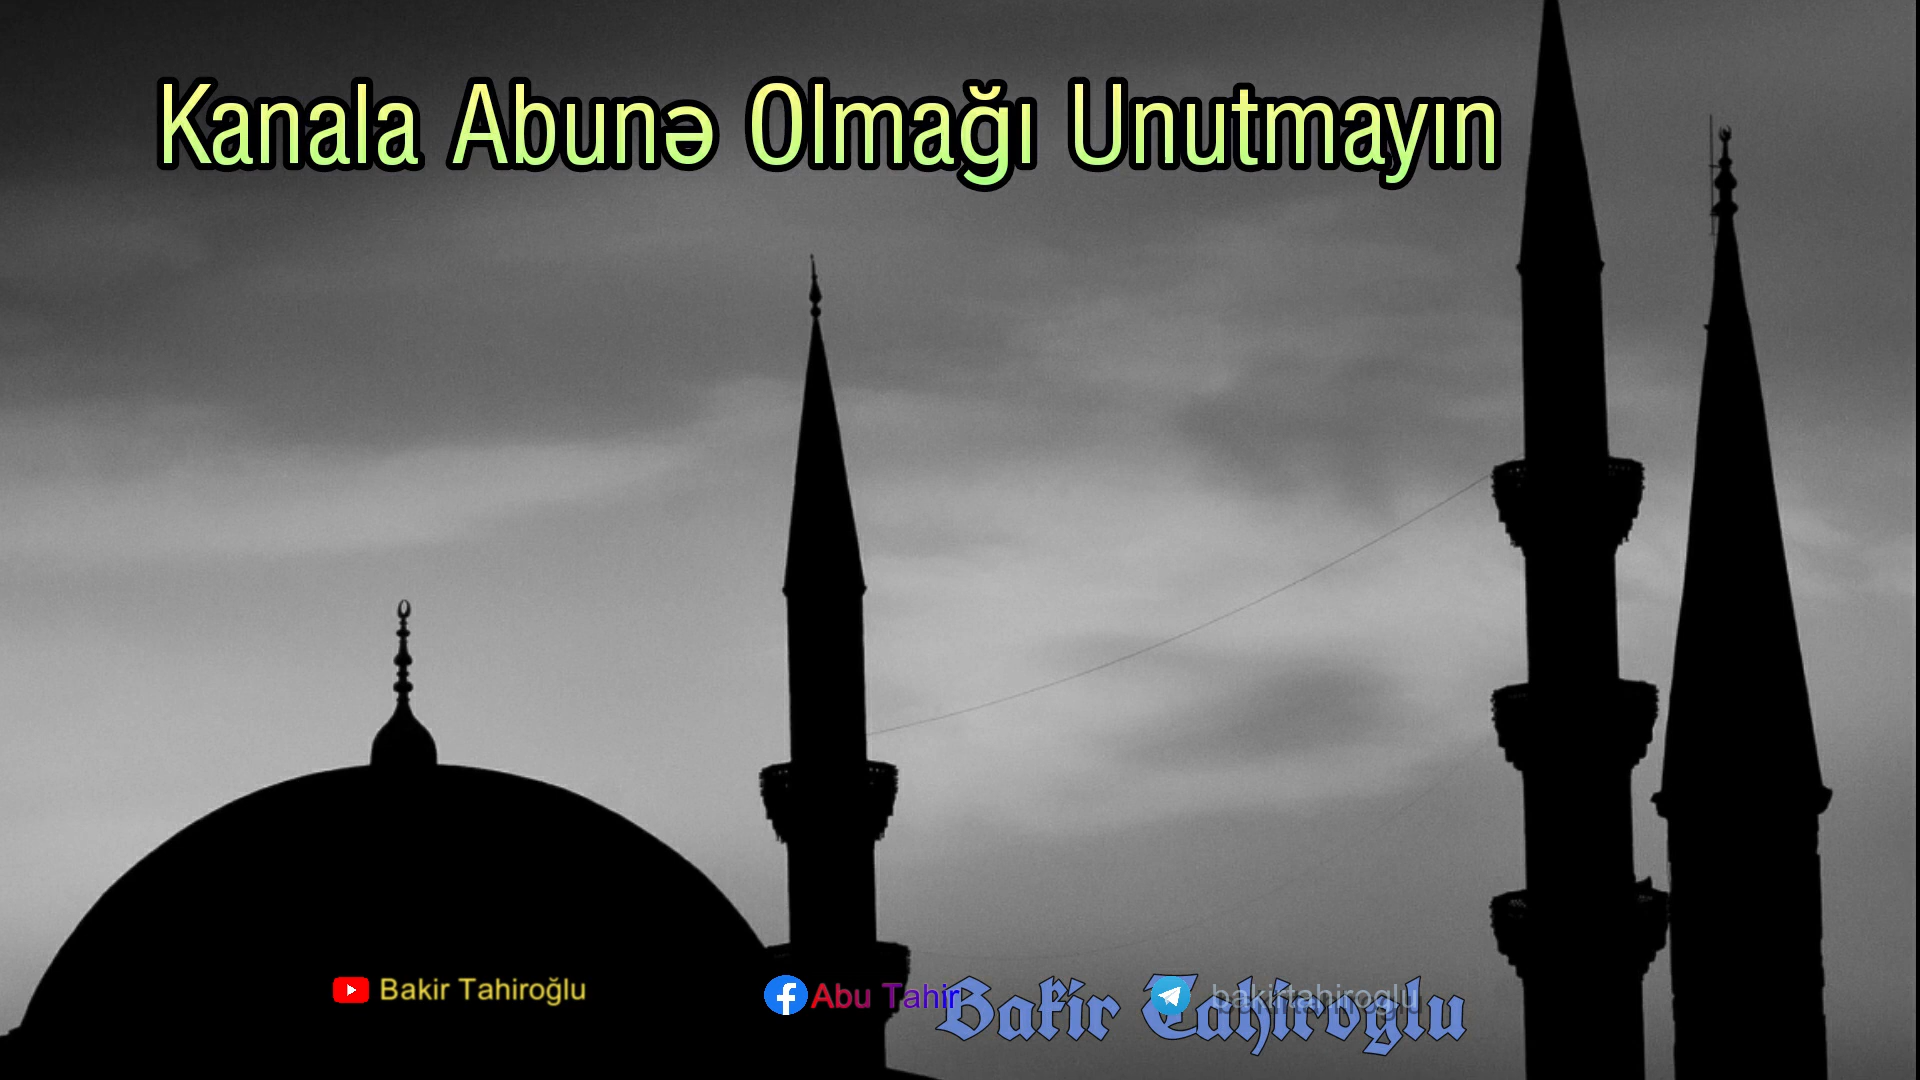 Kanala Abunə Olmağı Unutmayın
Bakir Tahiroğlu
Abu Tahir
bakirtahiroglu
Bakir Tahiroglu